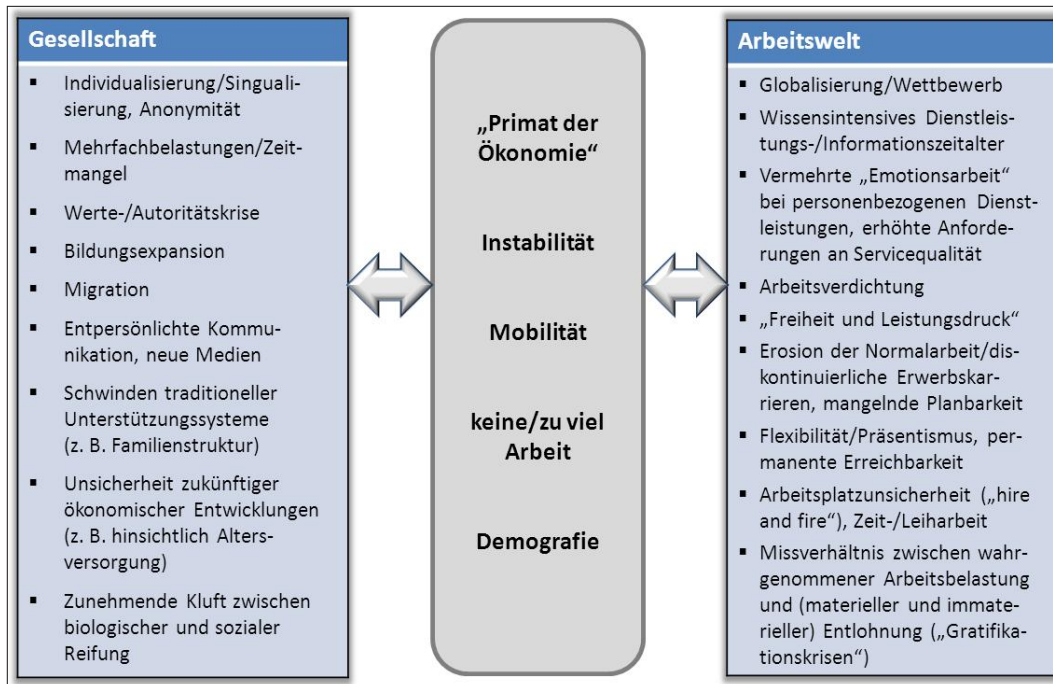 Gesellschaft
▪ Individualisierung/Singuali-
sierung, Anonymität
▪ Mehrfachbelastungen/Zeit-
mangel
▪ Werte-/Autoritätskrise
▪ Bildungsexpansion
▪ Migration
▪ Entpersönlichte Kommu-
nikation, neue Medien
▪ Schwinden traditioneller
Unterstützungssysteme
(z. B. Familienstruktur)
▪ Unsicherheit zukünftiger
ökonomischer Entwicklungen
(z. B. hinsichtlich Alters-
versorgung)
▪ Zunehmende Kluft zwischen
biologischer und sozialer
Reifung
„Primat der
Ökonomie“
Instabilität
Mobilität
keine/zu viel
Arbeit
Demografie
Arbeitswelt
▪ Globalisierung/Wettbewerb
▪ Wissensintensives Dienstleis-
tungs-/Informationszeitalter
▪ Vermehrte „Emotionsarbeit“
bei personenbezogenen Dienst-
leistungen, erhöhte Anforde-
rungen an Servicequalität
▪ Arbeitsverdichtung
▪ „Freiheit und Leistungsdruck“
▪ Erosion der Normalarbeit/dis-
kontinuierliche Erwerbskar-
rieren, mangelnde Planbarkeit
▪ Flexibilität/Präsentismus, per-
manente Erreichbarkeit
▪ Arbeitsplatzunsicherheit („hire
and fire“), Zeit-/Leiharbeit
▪ Missverhältnis zwischen wahr-
genommener Arbeitsbelastung
und (materieller und immate-
rieller) Entlohnung („Gratifika-
tionskrisen“)